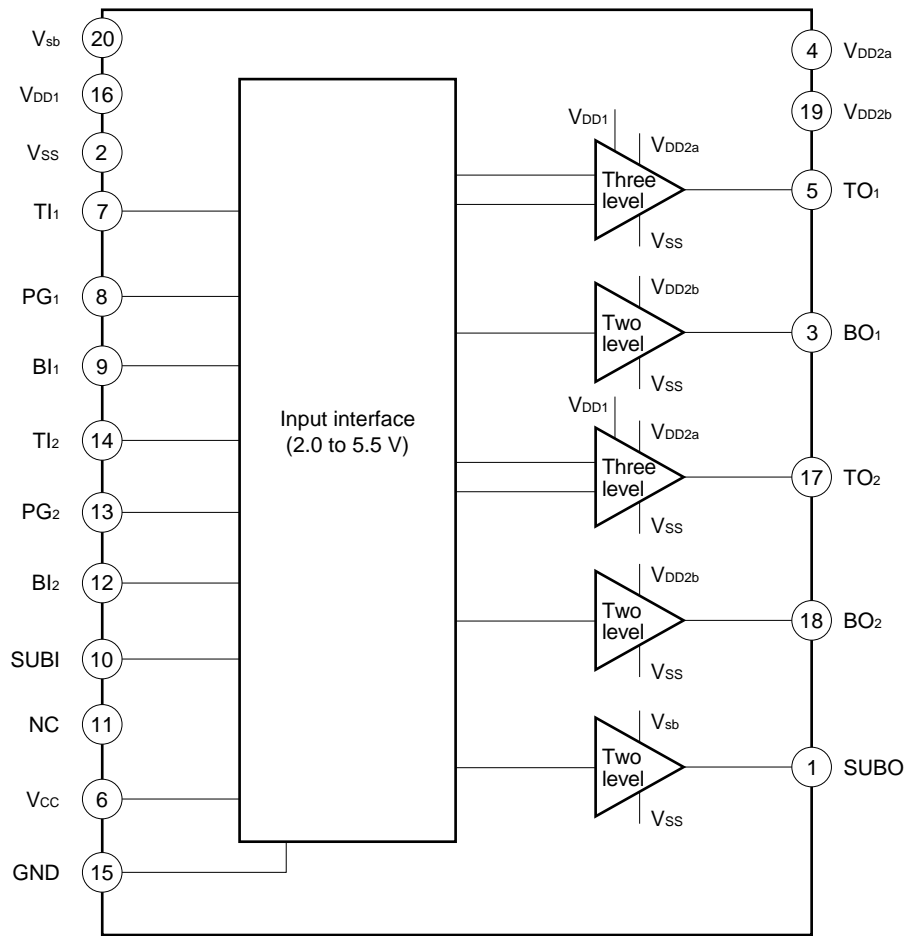 Vsb 20
VDD1 16
VSS 2
TI1 7
PG1 8
BI1 9
TI2 14
PG2 13
BI2 12
SUBI 10
NC 11
VCC 6
GND 15
Input interface
(2.0 to 5.5 V)
VDD1
VDD2a
Three
level
VSS
VDD2b
Two
level
VSS
VDD1
VDD2a
Three
level
VSS
VDD2b
Two
level
VSS
Vsb
Two
level
VSS
4 VDD2a
19 VDD2b
5 TO1
3 BO1
17 TO2
18 BO2
1 SUBO